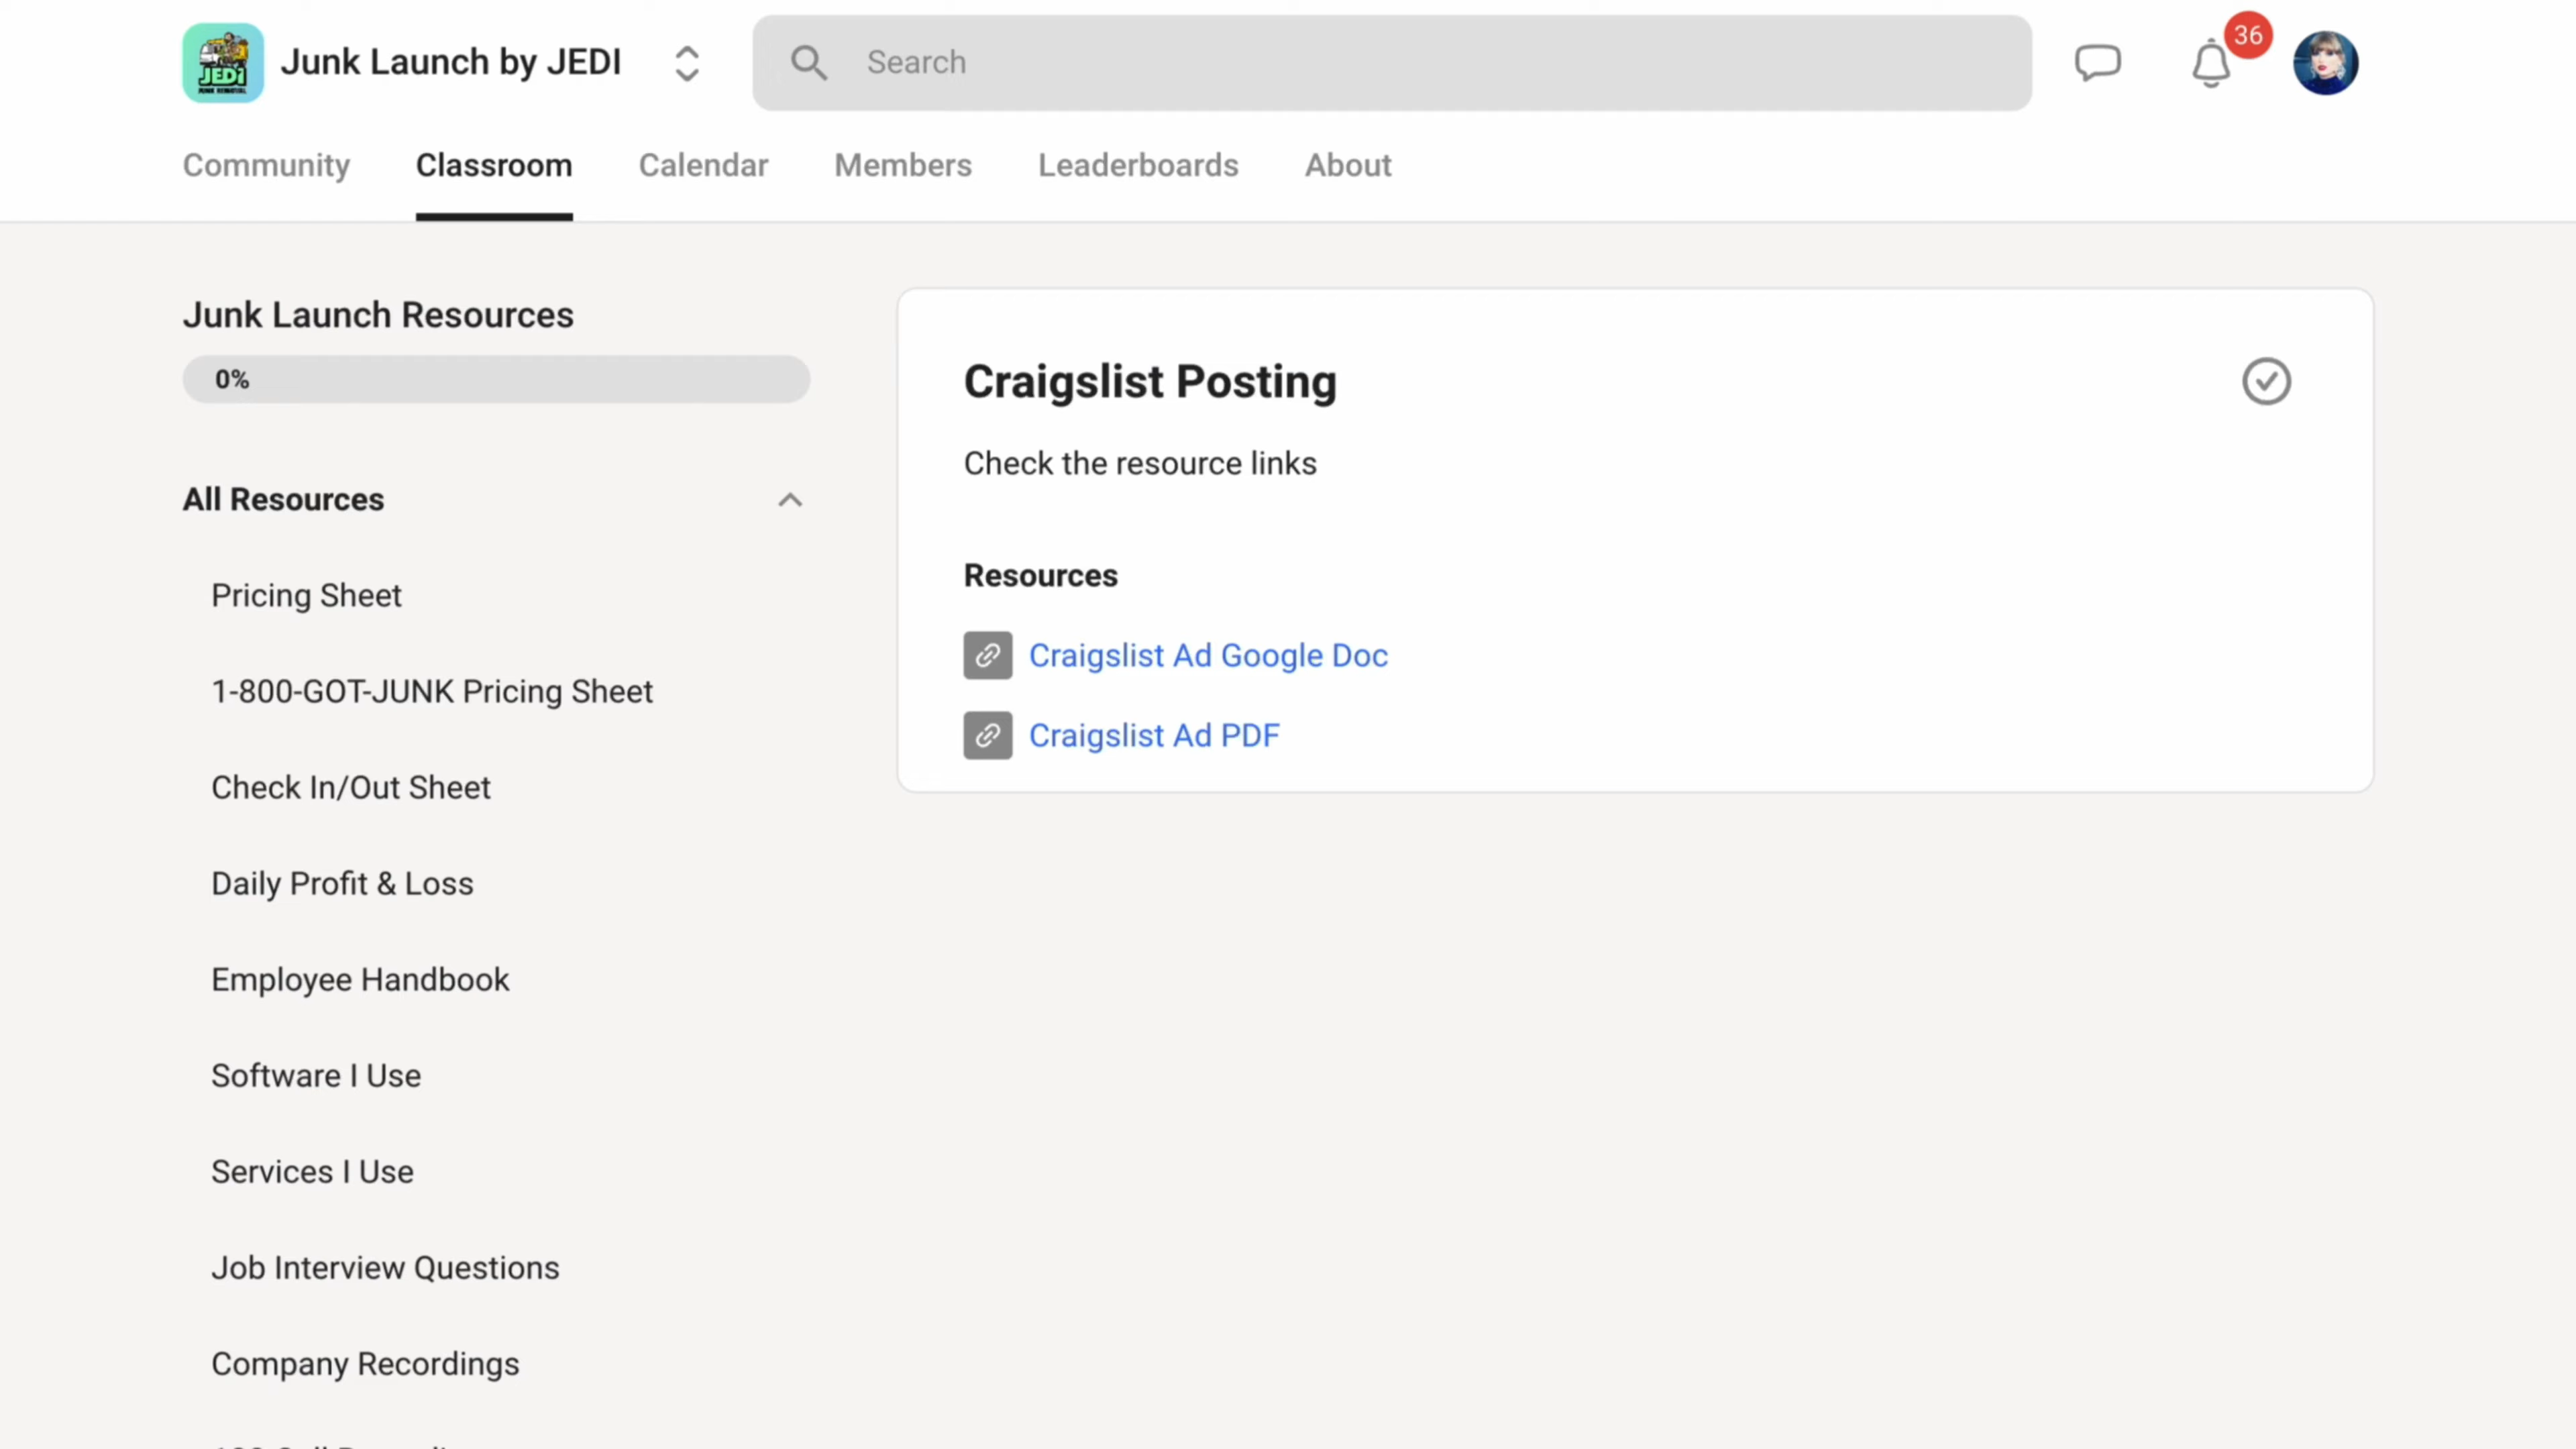 Junk Launch by JEDI
Search
36
Community Classroom Calendar Members Leaderboards About
Junk Launch Resources
0%
All Resources
Pricing Sheet
1-800-GOT-JUNK Pricing Sheet
Check In/Out Sheet
Daily Profit & Loss
Employee Handbook
Software I Use
Services I Use
Job Interview Questions
Company Recordings
Craigslist Posting
Check the resource links
Resources
Craigslist Ad Google Doc
Craigslist Ad PDF
JEDI